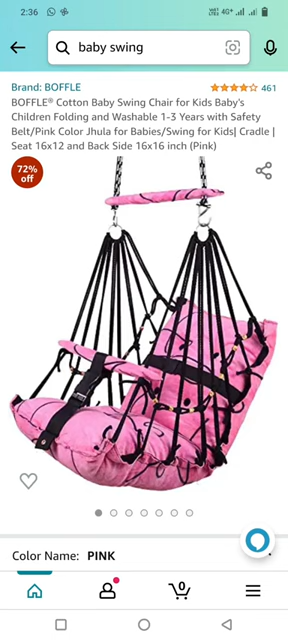 2:36
4G+
baby swing
Brand: BOFFLE
461
BOFFLE® Cotton Baby Swing Chair for Kids Baby's
Children Folding and Washable 1-3 Years with Safety
Belt/Pink Color Jhula for Babies/Swing for Kids| Cradle |
Seat 16x12 and Back Side 16x16 inch (Pink)
72%
off
Color Name: PINK
0